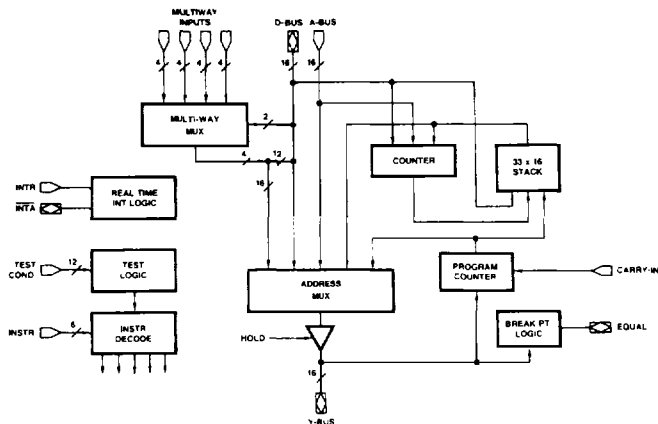 MULTIWAY
INPUTS
D-BUS A-BUS
4 4 4 4 16 16
MULTI-WAY
MUX
2
4 12
16
COUNTER
33 x 16
STACK
INTR
INTA
REAL TIME
INT LOGIC
TEST
COND
12
TEST
LOGIC
ADDRESS
MUX
PROGRAM
COUNTER
CARRY-IN
INSTR
6
INSTR
DECODE
HOLD
BREAK PT
LOGIC
EQUAL
16
Y-BUS